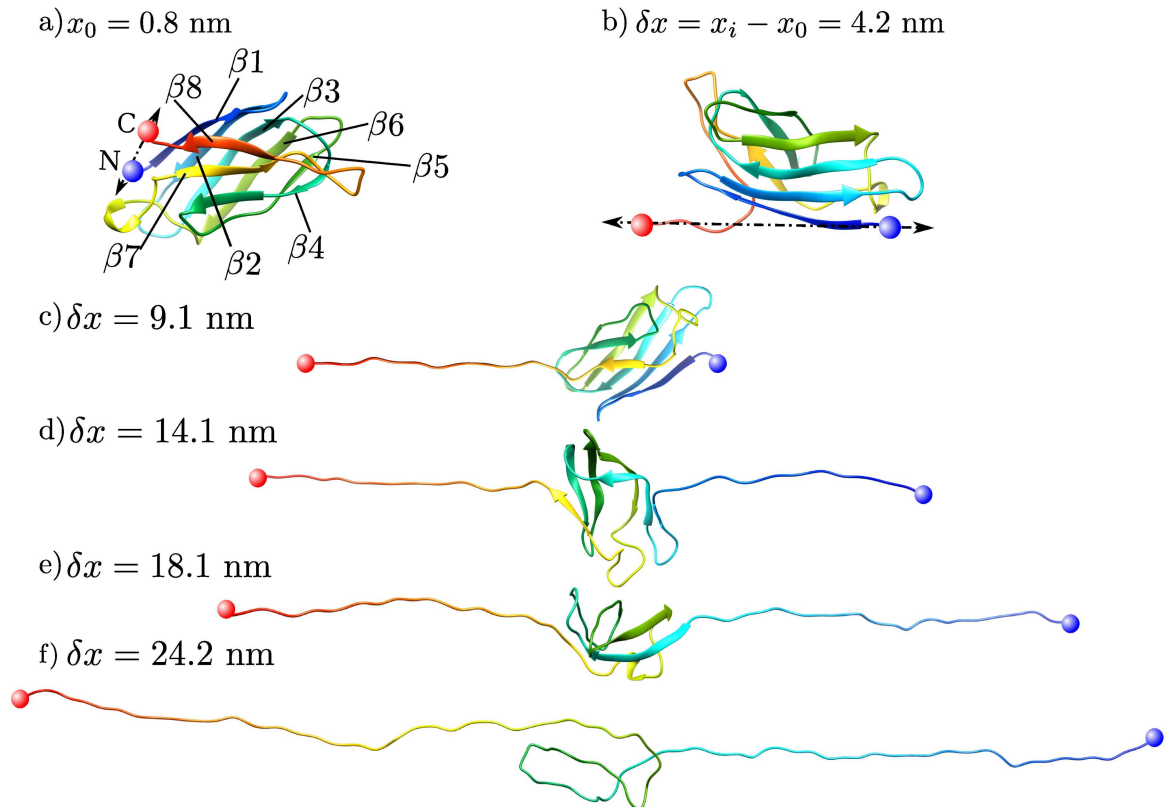 a) x₀ = 0.8 nm
b) δx = xᵢ − x₀ = 4.2 nm
β1
β8
β3
C
β6
N
β5
β7
β2
β4
c) δx = 9.1 nm
d) δx = 14.1 nm
e) δx = 18.1 nm
f) δx = 24.2 nm